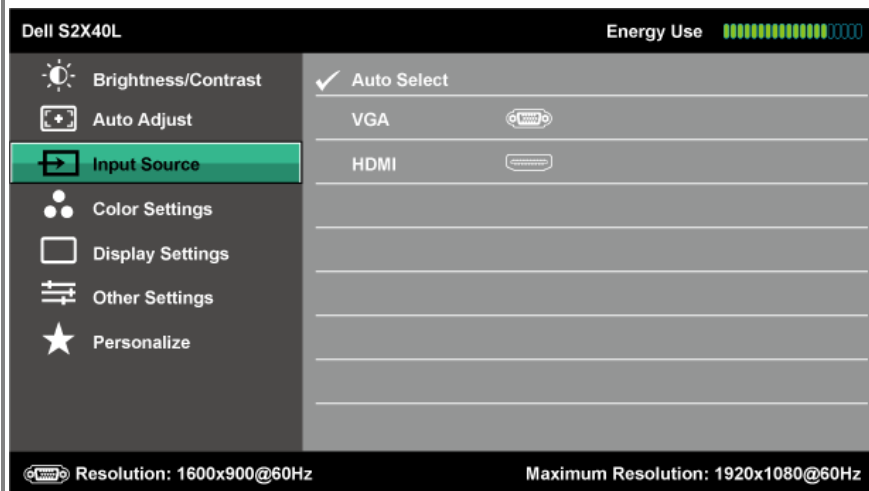 Dell S2X40L Energy Use
Brightness/Contrast Auto Select
Auto Adjust VGA
Input Source HDMI
Color Settings
Display Settings
Other Settings
Personalize
Resolution: 1600x900@60Hz Maximum Resolution: 1920x1080@60Hz